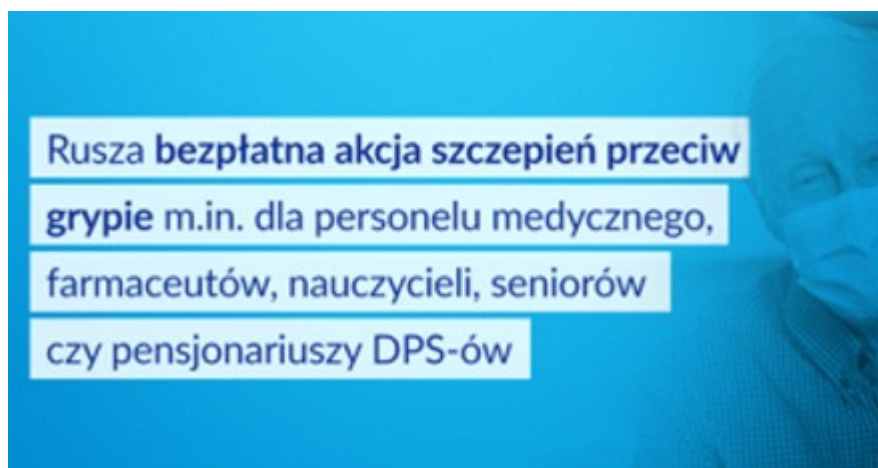 Rusza bezpłatna akcja szczepień przeciw
grypie m.in. dla personelu medycznego,
farmaceutów, nauczycieli, seniorów
czy pensjonariuszy DPS-ów